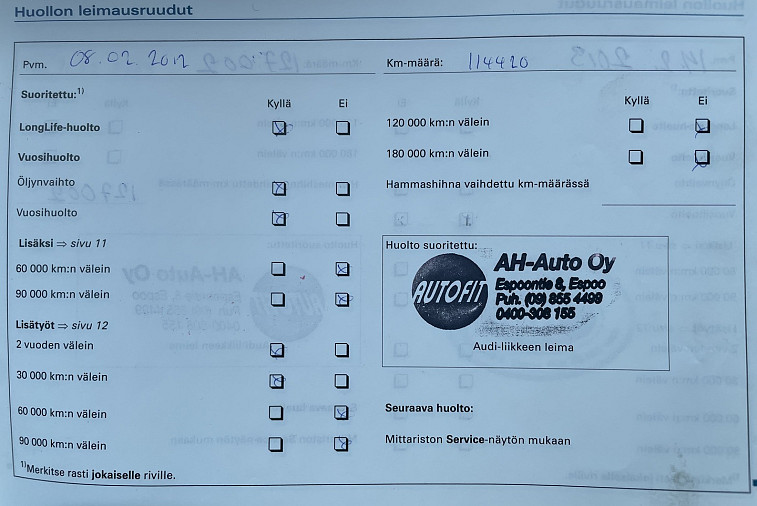 Huollon leimausruudut
Pvm. 08.02.2012 Km-määrä: 114420
Suoritettu:1) Kyllä Ei
LongLife-huolto
Vuosihuolto
Öljynvaihto
Vuosihuolto
Lisäksi ⇒ sivu 11
60 000 km:n välein
90 000 km:n välein
Lisätyöt ⇒ sivu 12
2 vuoden välein
30 000 km:n välein
60 000 km:n välein
90 000 km:n välein
1)Merkitse rasti jokaiselle riville.
Kyllä Ei
120 000 km:n välein
180 000 km:n välein
Hammashihna vaihdettu km-määrässä
Huolto suoritettu:
AUTOFIT
AH-Auto Oy
Espoontie 8, Espoo
Puh. (09) 855 4499
0400-308 155
Audi-liikkeen leima
Seuraava huolto:
Mittariston Service-näytön mukaan